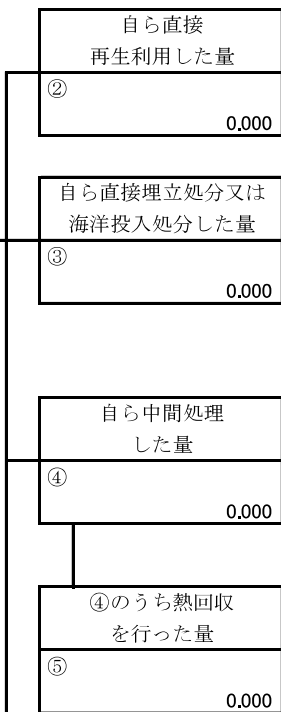 自ら直接
再生利用した量
②
0.000
自ら直接埋立処分又は
海洋投入処分した量
③
0.000
自ら中間処理
した量
④
0.000
④のうち熱回収
を行った量
⑤
0.000